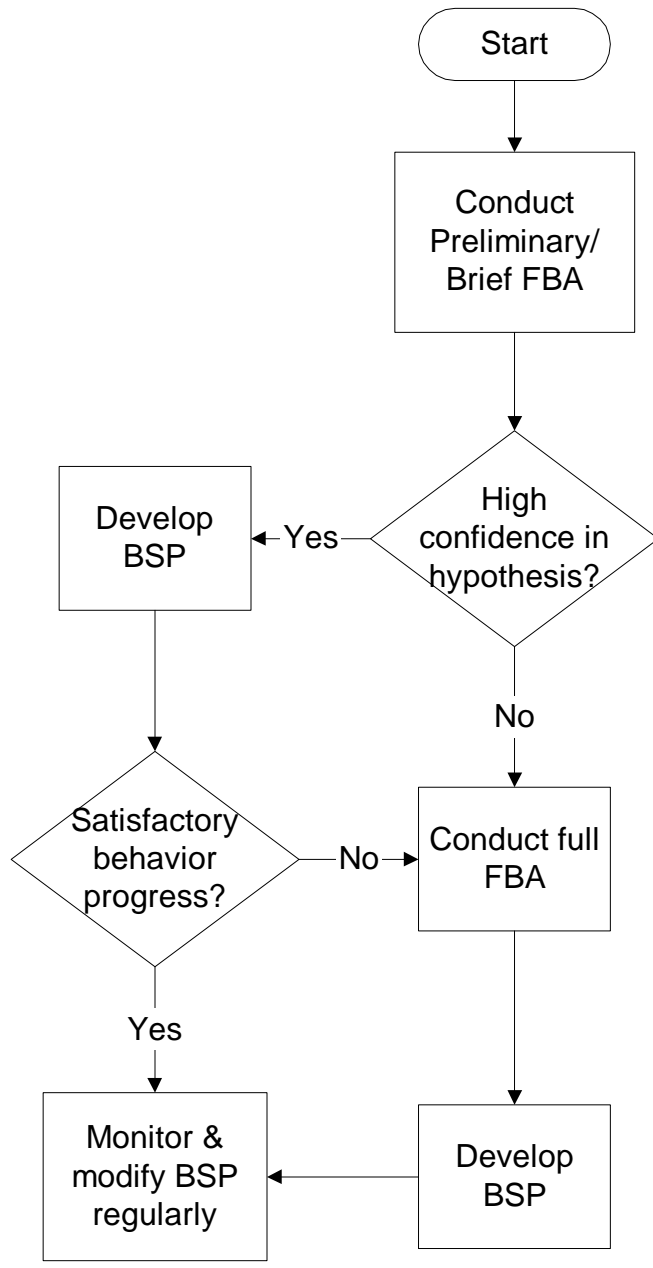 Start
Conduct
Preliminary/
Brief FBA
High
confidence in
hypothesis?
Yes
Develop
BSP
No
Satisfactory
behavior
progress?
No
Conduct full
FBA
Yes
Monitor &
modify BSP
regularly
Develop
BSP